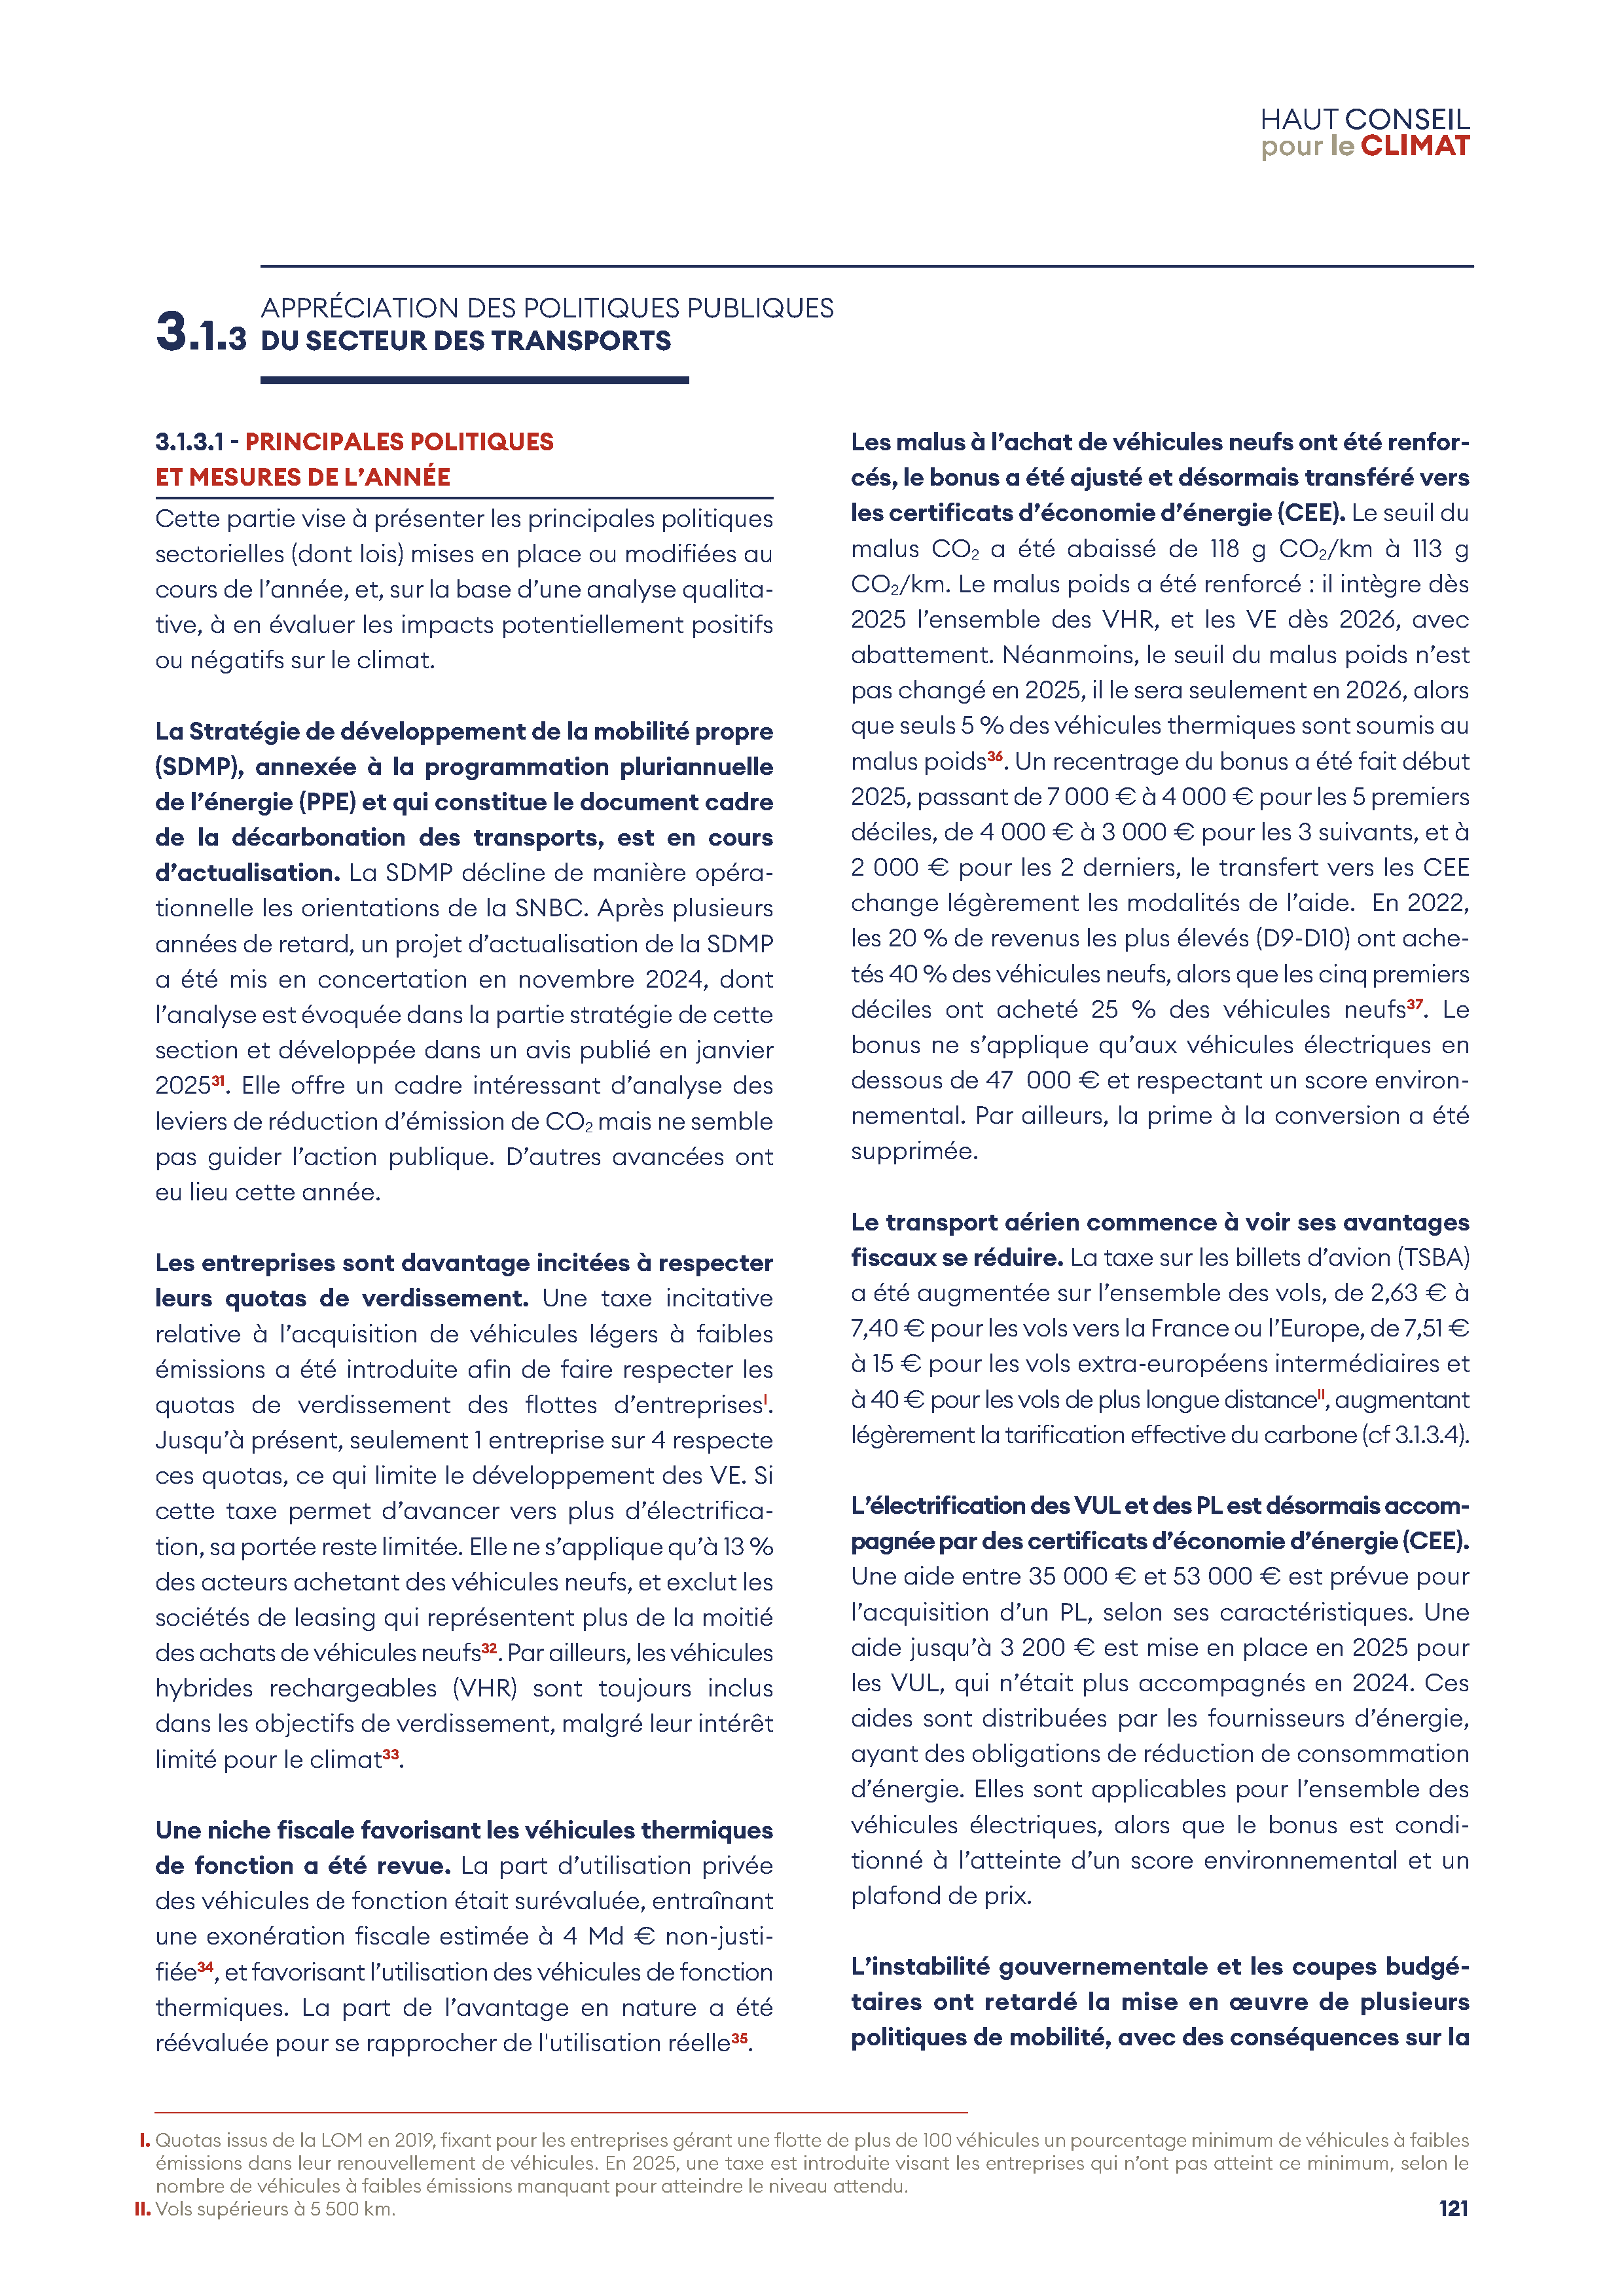 HAUT CONSEIL
pour le CLIMAT
3.1.3 APPRÉCIATION DES POLITIQUES PUBLIQUES
DU SECTEUR DES TRANSPORTS
3.1.3.1 - PRINCIPALES POLITIQUES
ET MESURES DE L’ANNÉE
Cette partie vise à présenter les principales politiques
sectorielles (dont lois) mises en place ou modifiées au
cours de l’année, et, sur la base d’une analyse qualita-
tive, à en évaluer les impacts potentiellement positifs
ou négatifs sur le climat.
La Stratégie de développement de la mobilité propre
(SDMP), annexée à la programmation pluriannuelle
de l’énergie (PPE) et qui constitue le document cadre
de la décarbonation des transports, est en cours
d’actualisation. La SDMP décline de manière opéra-
tionnelle les orientations de la SNBC. Après plusieurs
années de retard, un projet d’actualisation de la SDMP
a été mis en concertation en novembre 2024, dont
l’analyse est évoquée dans la partie stratégie de cette
section et développée dans un avis publié en janvier
2025³¹. Elle offre un cadre intéressant d’analyse des
leviers de réduction d’émission de CO₂ mais ne semble
pas guider l’action publique. D’autres avancées ont
eu lieu cette année.
Les entreprises sont davantage incitées à respecter
leurs quotas de verdissement. Une taxe incitative
relative à l’acquisition de véhicules légers à faibles
émissions a été introduite afin de faire respecter les
quotas de verdissement des flottes d’entreprisesᴵ.
Jusqu’à présent, seulement 1 entreprise sur 4 respecte
ces quotas, ce qui limite le développement des VE. Si
cette taxe permet d’avancer vers plus d’électrifica-
tion, sa portée reste limitée. Elle ne s’applique qu’à 13 %
des acteurs achetant des véhicules neufs, et exclut les
sociétés de leasing qui représentent plus de la moitié
des achats de véhicules neufs³². Par ailleurs, les véhicules
hybrides rechargeables (VHR) sont toujours inclus
dans les objectifs de verdissement, malgré leur intérêt
limité pour le climat³³.
Une niche fiscale favorisant les véhicules thermiques
de fonction a été revue. La part d’utilisation privée
des véhicules de fonction était surévaluée, entraînant
une exonération fiscale estimée à 4 Md € non-justi-
fiée³⁴, et favorisant l’utilisation des véhicules de fonction
thermiques. La part de l’avantage en nature a été
réévaluée pour se rapprocher de l'utilisation réelle³⁵.
Les malus à l’achat de véhicules neufs ont été renfor-
cés, le bonus a été ajusté et désormais transféré vers
les certificats d’économie d’énergie (CEE). Le seuil du
malus CO₂ a été abaissé de 118 g CO₂/km à 113 g
CO₂/km. Le malus poids a été renforcé : il intègre dès
2025 l’ensemble des VHR, et les VE dès 2026, avec
abattement. Néanmoins, le seuil du malus poids n’est
pas changé en 2025, il le sera seulement en 2026, alors
que seuls 5 % des véhicules thermiques sont soumis au
malus poids³⁶. Un recentrage du bonus a été fait début
2025, passant de 7 000 € à 4 000 € pour les 5 premiers
déciles, de 4 000 € à 3 000 € pour les 3 suivants, et à
2 000 € pour les 2 derniers, le transfert vers les CEE
change légèrement les modalités de l’aide. En 2022,
les 20 % de revenus les plus élevés (D9-D10) ont ache-
tés 40 % des véhicules neufs, alors que les cinq premiers
déciles ont acheté 25 % des véhicules neufs³⁷. Le
bonus ne s’applique qu’aux véhicules électriques en
dessous de 47 000 € et respectant un score environ-
nemental. Par ailleurs, la prime à la conversion a été
supprimée.
Le transport aérien commence à voir ses avantages
fiscaux se réduire. La taxe sur les billets d’avion (TSBA)
a été augmentée sur l’ensemble des vols, de 2,63 € à
7,40 € pour les vols vers la France ou l’Europe, de 7,51 €
à 15 € pour les vols extra-européens intermédiaires et
à 40 € pour les vols de plus longue distanceᴵᴵ, augmentant
légèrement la tarification effective du carbone (cf 3.1.3.4).
L’électrification des VUL et des PL est désormais accom-
pagnée par des certificats d’économie d’énergie (CEE).
Une aide entre 35 000 € et 53 000 € est prévue pour
l’acquisition d’un PL, selon ses caractéristiques. Une
aide jusqu’à 3 200 € est mise en place en 2025 pour
les VUL, qui n’était plus accompagnés en 2024. Ces
aides sont distribuées par les fournisseurs d’énergie,
ayant des obligations de réduction de consommation
d’énergie. Elles sont applicables pour l’ensemble des
véhicules électriques, alors que le bonus est condi-
tionné à l’atteinte d’un score environnemental et un
plafond de prix.
L’instabilité gouvernementale et les coupes budgé-
taires ont retardé la mise en œuvre de plusieurs
politiques de mobilité, avec des conséquences sur la
I. Quotas issus de la LOM en 2019, fixant pour les entreprises gérant une flotte de plus de 100 véhicules un pourcentage minimum de véhicules à faibles
émissions dans leur renouvellement de véhicules. En 2025, une taxe est introduite visant les entreprises qui n’ont pas atteint ce minimum, selon le
nombre de véhicules à faibles émissions manquant pour atteindre le niveau attendu.
II. Vols supérieurs à 5 500 km.
121